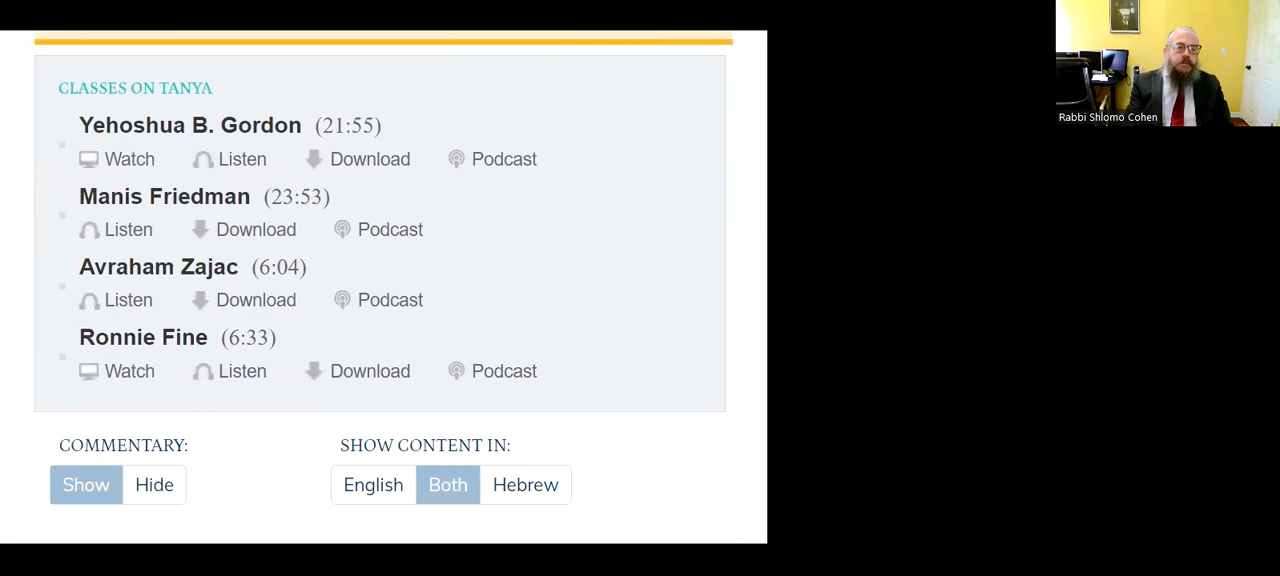 CLASSES ON TANYA
Yehoshua B. Gordon (21:55)
Watch Listen Download Podcast
Manis Friedman (23:53)
Listen Download Podcast
Avraham Zajac (6:04)
Listen Download Podcast
Ronnie Fine (6:33)
Watch Listen Download Podcast
COMMENTARY: SHOW CONTENT IN:
Show Hide English Both Hebrew
Rabbi Shlomo Cohen